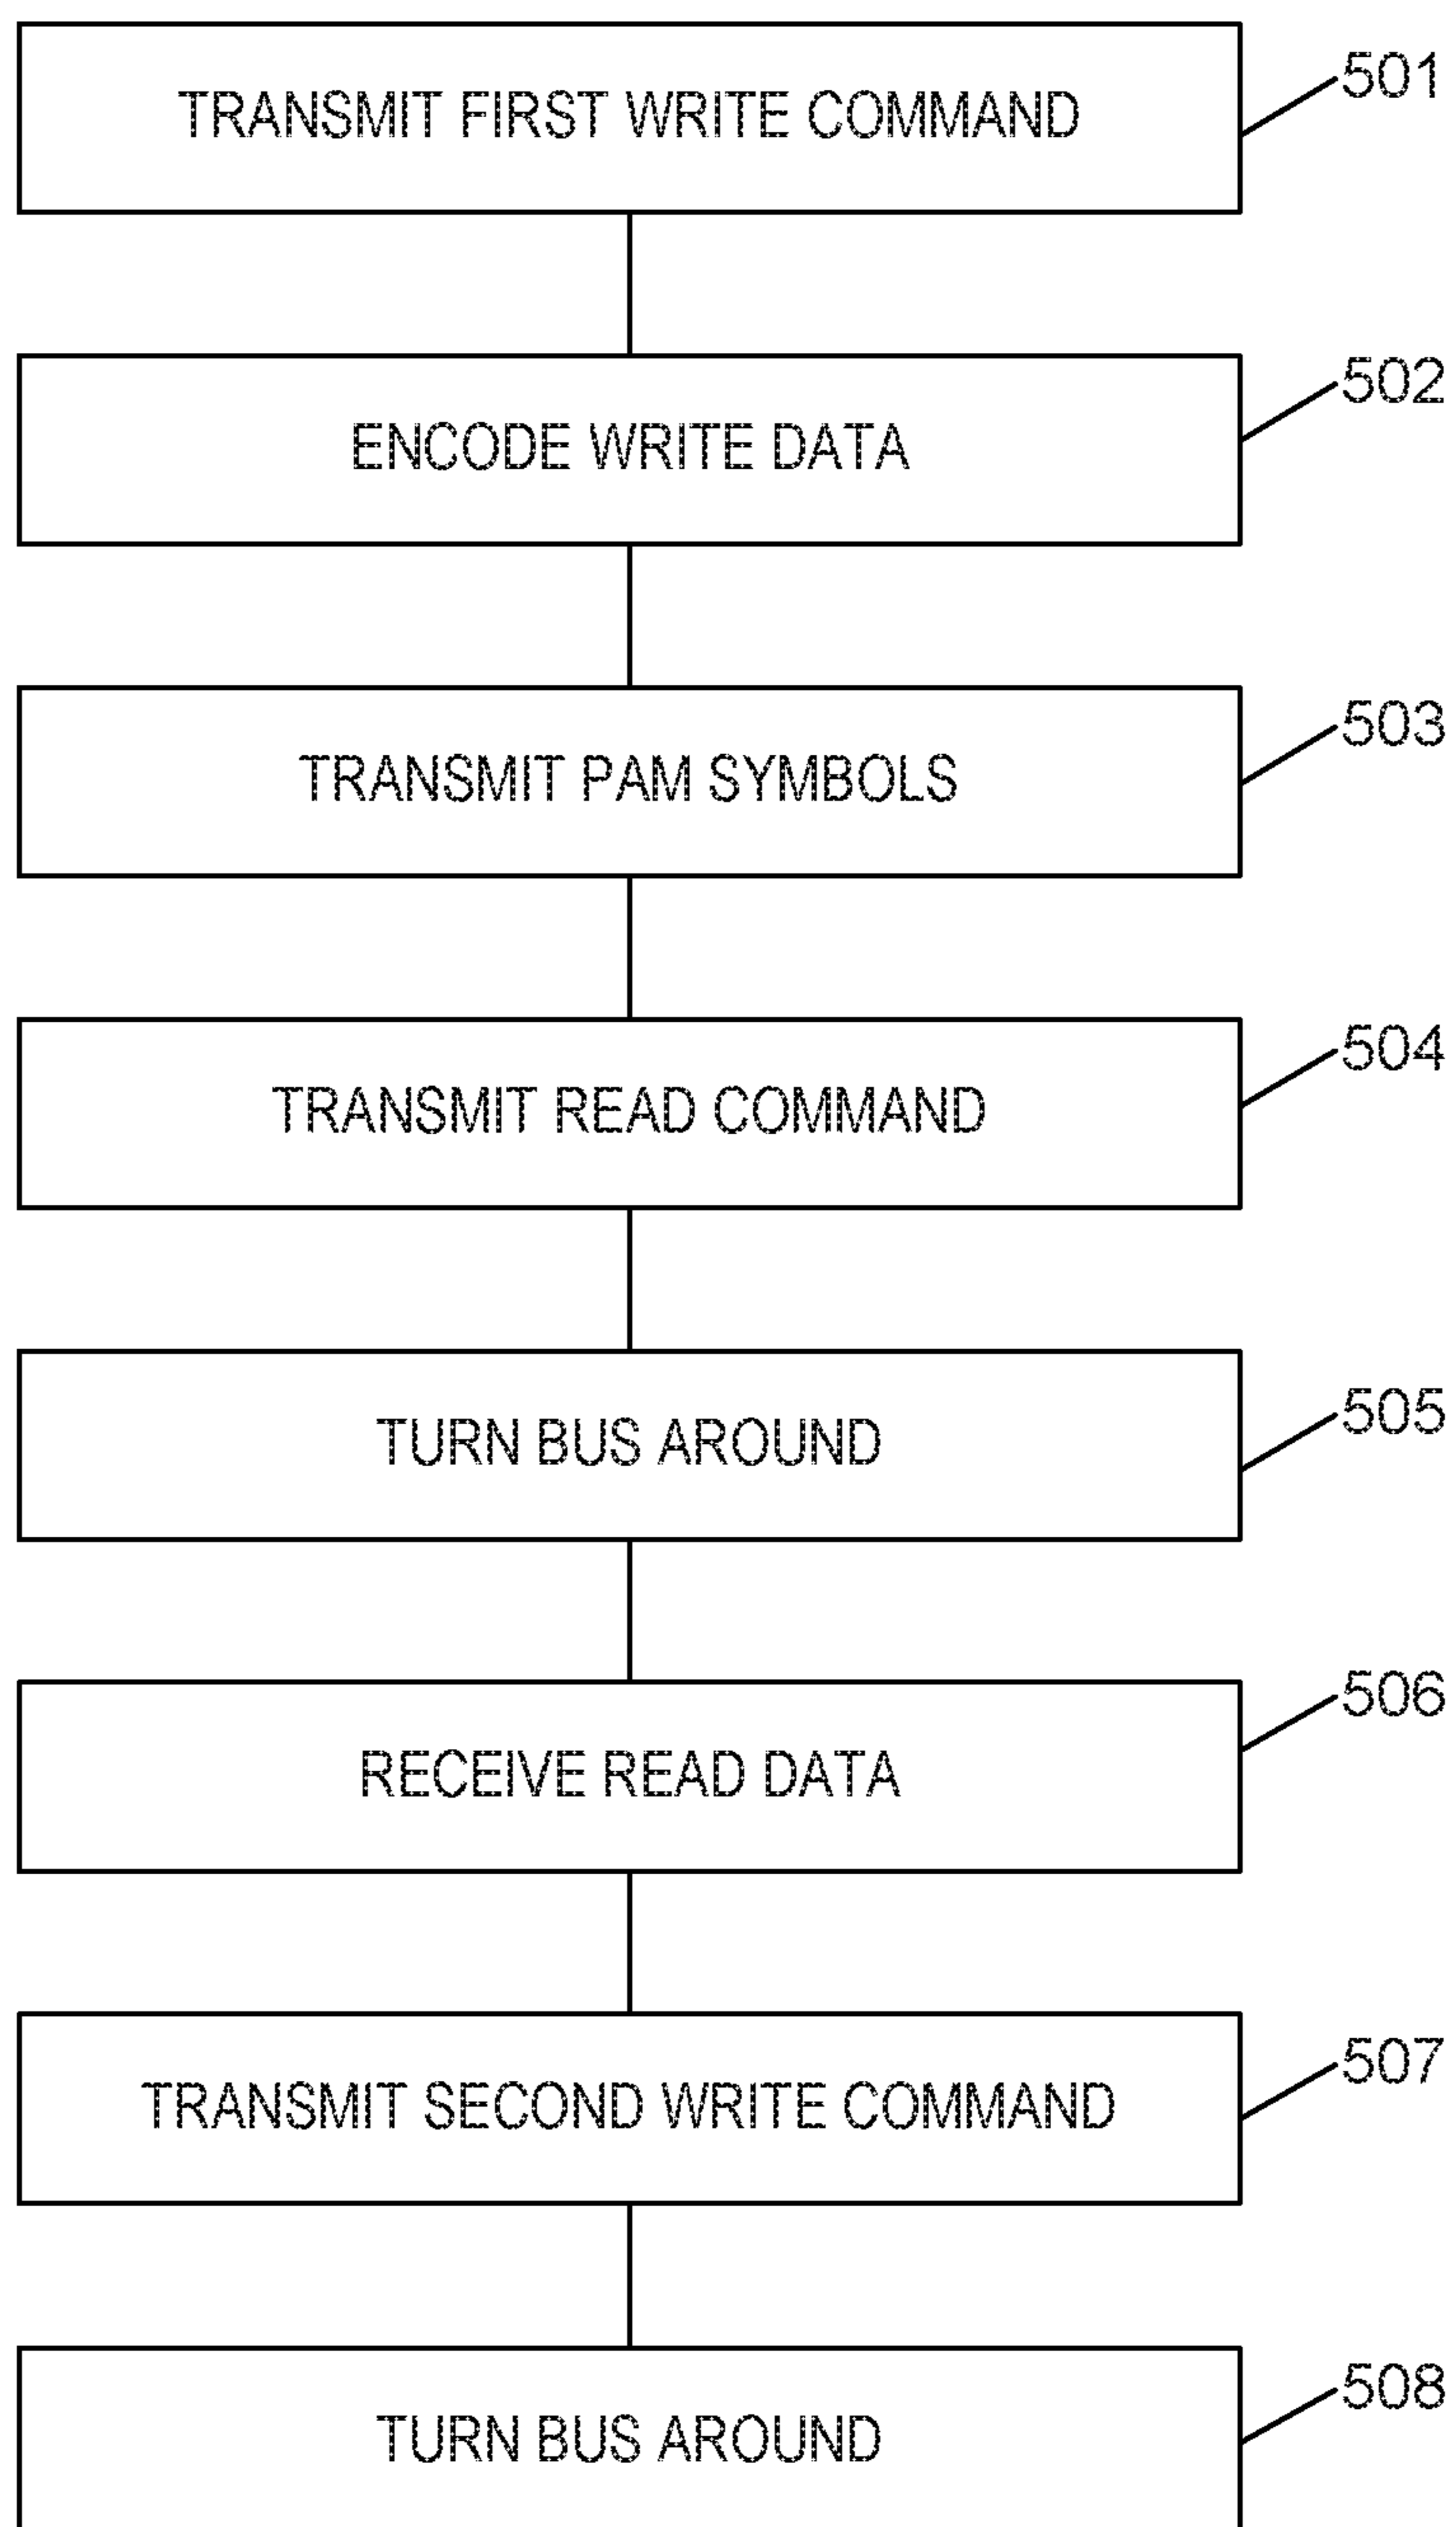 TRANSMIT FIRST WRITE COMMAND
501
ENCODE WRITE DATA
502
TRANSMIT PAM SYMBOLS
503
TRANSMIT READ COMMAND
504
TURN BUS AROUND
505
RECEIVE READ DATA
506
TRANSMIT SECOND WRITE COMMAND
507
TURN BUS AROUND
508